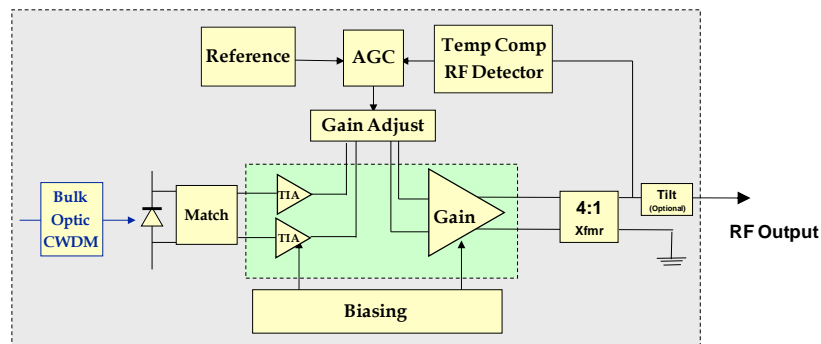 Reference
AGC
Temp Comp
RF Detector
Gain Adjust
Bulk
Optic
CWDM
Match
TIA
TIA
Gain
4:1
Xfmr
Tilt
(Optional)
RF Output
Biasing